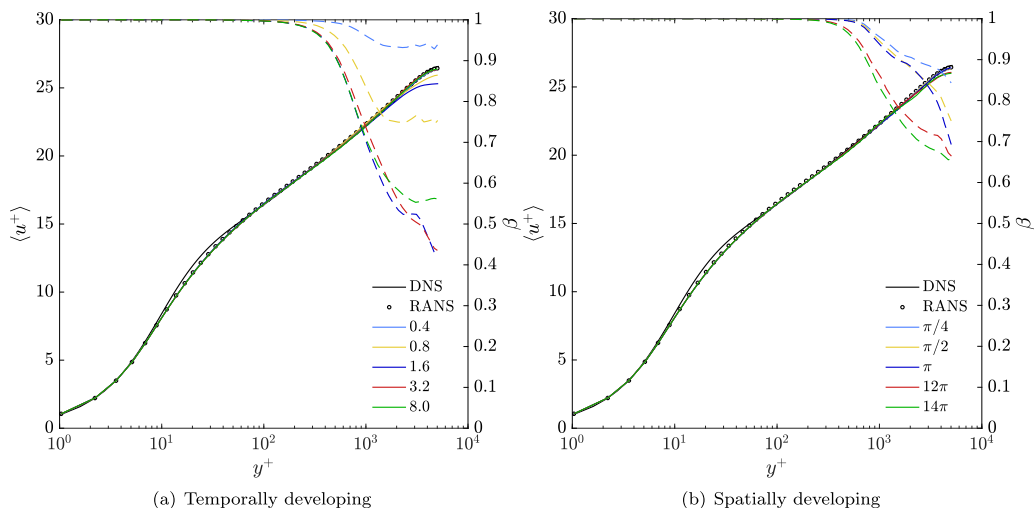 30
25
20
15
10
5
0
⟨u⁺⟩
1
0.9
0.8
0.7
0.6
0.5
0.4
0.3
0.2
0.1
0
β
DNS
RANS
0.4
0.8
1.6
3.2
8.0
10⁰ 10¹ 10² 10³ 10⁴
y⁺
(a) Temporally developing
30
25
20
15
10
5
0
⟨u⁺⟩
1
0.9
0.8
0.7
0.6
0.5
0.4
0.3
0.2
0.1
0
β
DNS
RANS
π/4
π/2
π
12π
14π
10⁰ 10¹ 10² 10³ 10⁴
y⁺
(b) Spatially developing